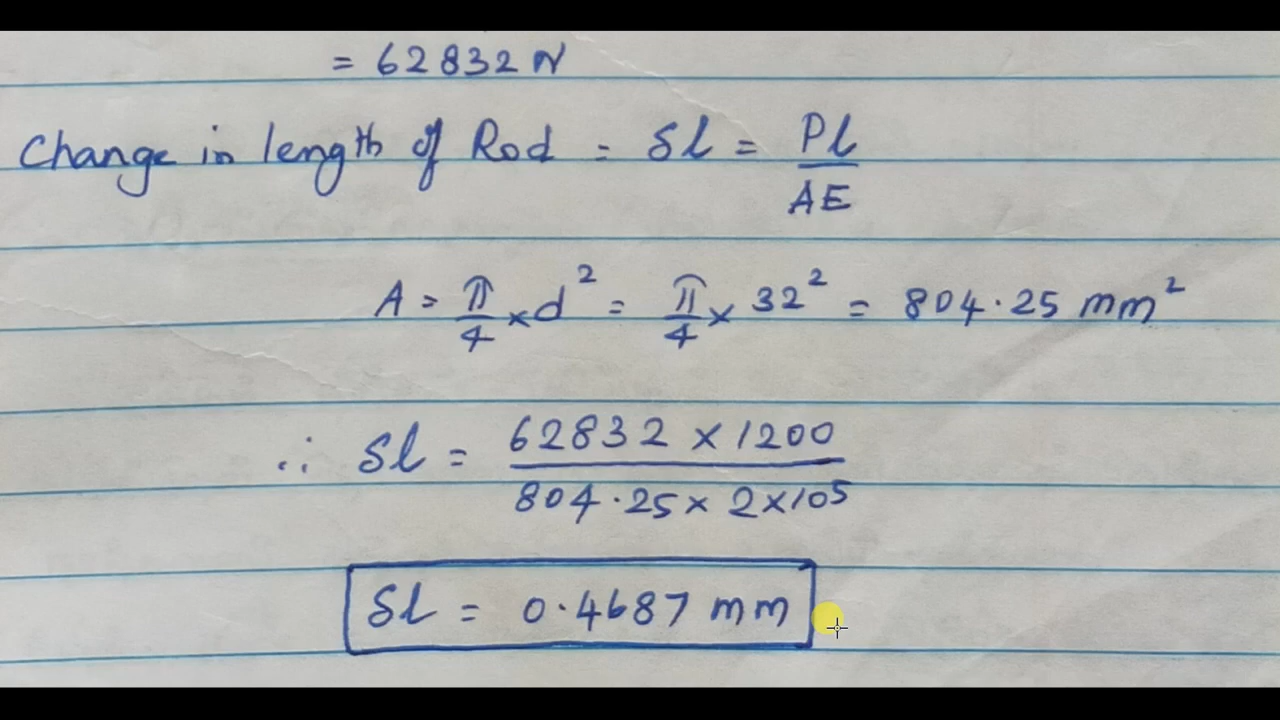 = 62832 N
Change in length of Rod = δl = Pl/AE
A = π/4 × d² = π/4 × 32² = 804.25 mm²
∴ δl = 62832 × 1200 / 804.25 × 2 × 10⁵
δl = 0.4687 mm